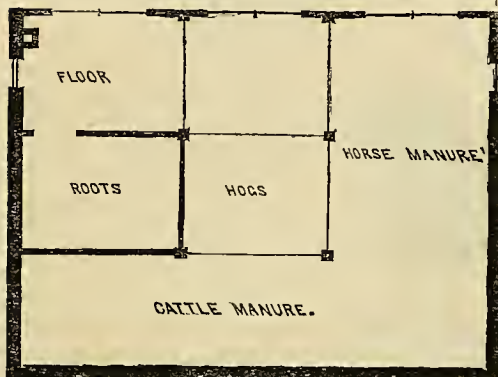 FLOOR
HORSE MANURE'
ROOTS
HOGS
CATTLE MANURE.